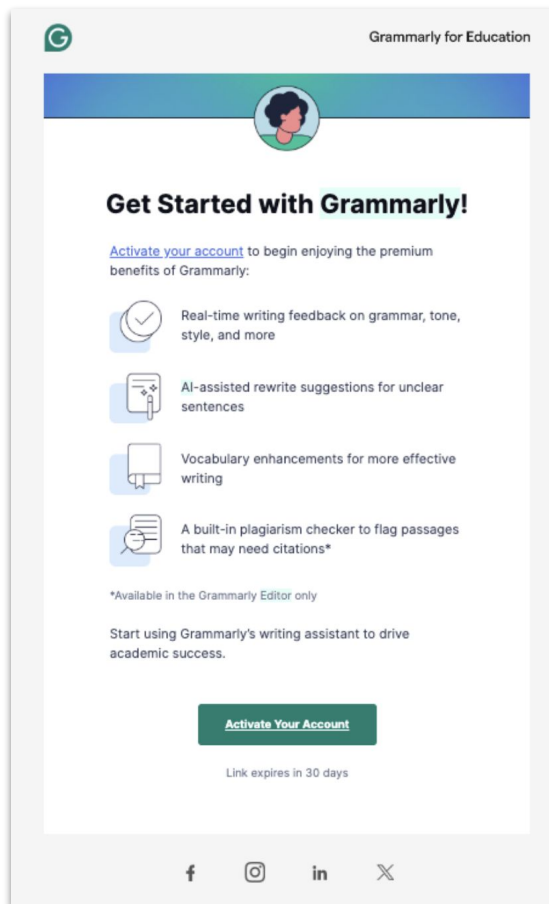 Grammarly for Education
Get Started with Grammarly!
Activate your account to begin enjoying the premium
benefits of Grammarly:
Real-time writing feedback on grammar, tone,
style, and more
AI-assisted rewrite suggestions for unclear
sentences
Vocabulary enhancements for more effective
writing
A built-in plagiarism checker to flag passages
that may need citations*
*Available in the Grammarly Editor only
Start using Grammarly's writing assistant to drive
academic success.
Activate Your Account
Link expires in 30 days